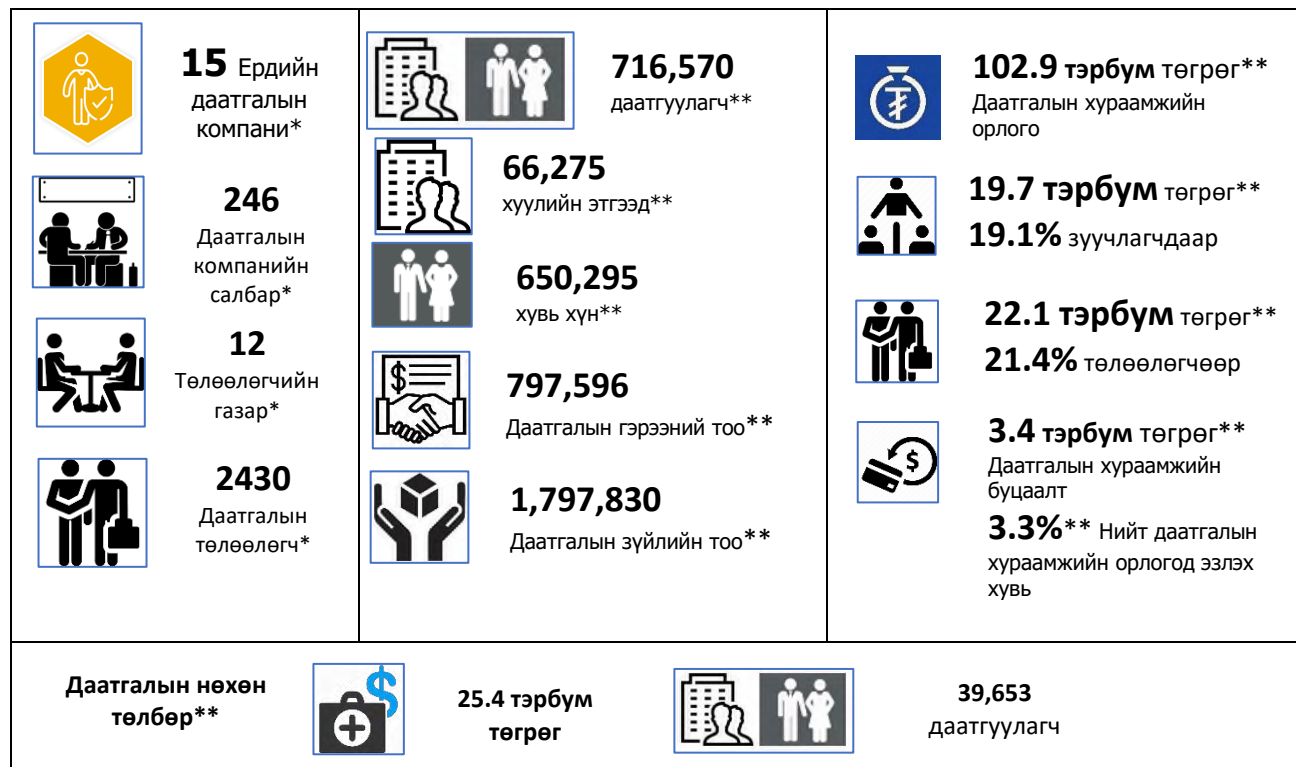 15 Ердийн
даатгалын
компани*
246
Даатгалын
компанийн
салбар*
12
Төлөөлөгчийн
газар*
2430
Даатгалын
төлөөлөгч*
716,570
даатгуулагч**
66,275
хуулийн этгээд**
650,295
хувь хүн**
797,596
Даатгалын гэрээний тоо**
1,797,830
Даатгалын зүйлийн тоо**
102.9 тэрбум төгрөг**
Даатгалын хураамжийн
орлого
19.7 тэрбум төгрөг**
19.1% зуучлагчдаар
22.1 тэрбум төгрөг**
21.4% төлөөлөгчөөр
3.4 тэрбум төгрөг**
Даатгалын хураамжийн
буцаалт
3.3%** Нийт даатгалын
хураамжийн орлогод эзлэх
хувь
Даатгалын нөхөн
төлбөр**
25.4 тэрбум
төгрөг
39,653
даатгуулагч